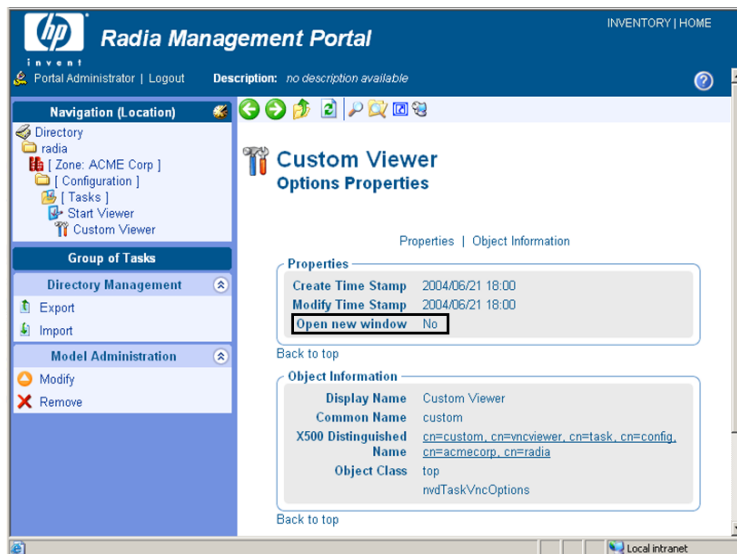 hp
invent
Radia Management Portal
INVENTORY | HOME
Portal Administrator | Logout
Description: no description available
Navigation (Location)
Directory
radia
[ Zone: ACME Corp ]
[ Configuration ]
[ Tasks ]
Start Viewer
Custom Viewer
Group of Tasks
Directory Management
Export
Import
Model Administration
Modify
Remove
Custom Viewer
Options Properties
Properties | Object Information
Properties
Create Time Stamp 2004/06/21 18:00
Modify Time Stamp 2004/06/21 18:00
Open new window No
Back to top
Object Information
Display Name Custom Viewer
Common Name custom
X500 Distinguished Name cn=custom, cn=vncviewer, cn=task, cn=config,
cn=acmecorp, cn=radia
Object Class top
nvdTaskVncOptions
Back to top
Local intranet